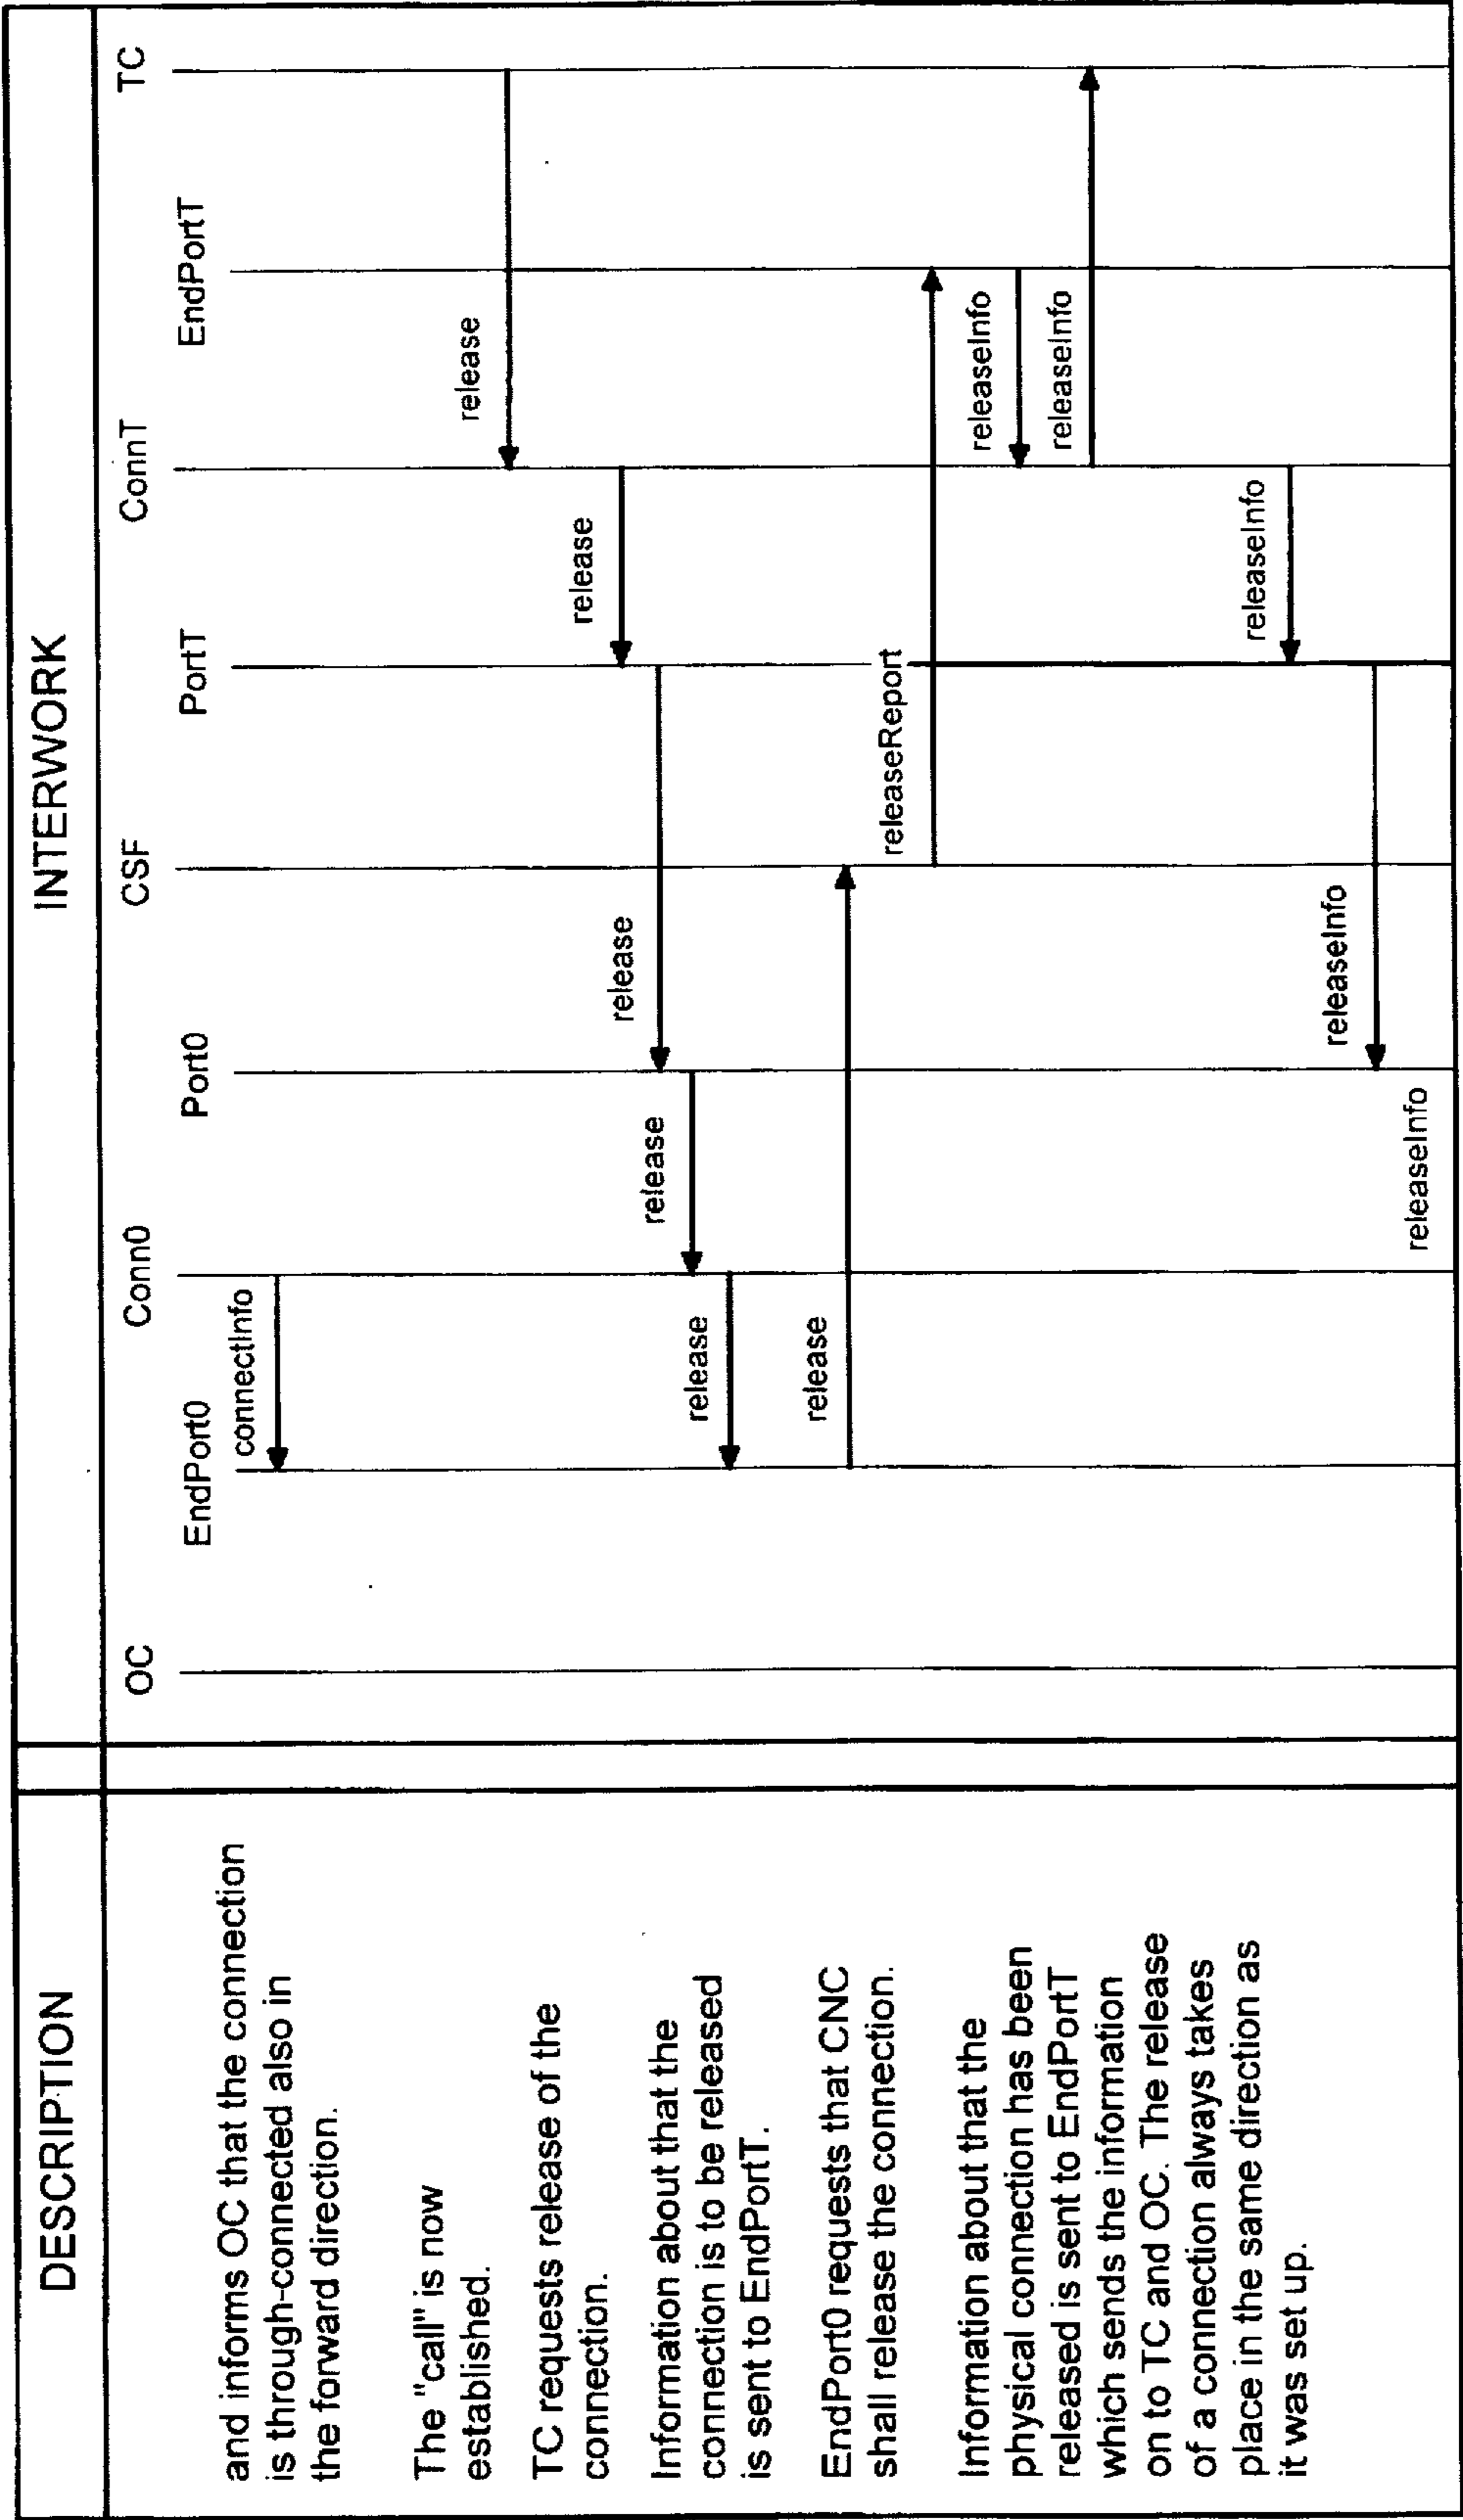 DESCRIPTION
INTERWORK
and informs OC that the connection
is through-connected also in
the forward direction.
The "call" is now
established.
TC requests release of the
connection.
Information about that the
connection is to be released
is sent to EndPortT.
EndPort0 requests that CNC
shall release the connection.
Information about that the
physical connection has been
released is sent to EndPortT
which sends the information
on to TC and OC. The release
of a connection always takes
place in the same direction as
it was set up.
OC
EndPort0
Conn0
Port0
CSF
PortT
ConnT
EndPortT
TC
connectInfo
release
release
release
release
release
release
releaseReport
releaseInfo
releaseInfo
releaseInfo
releaseInfo
releaseInfo